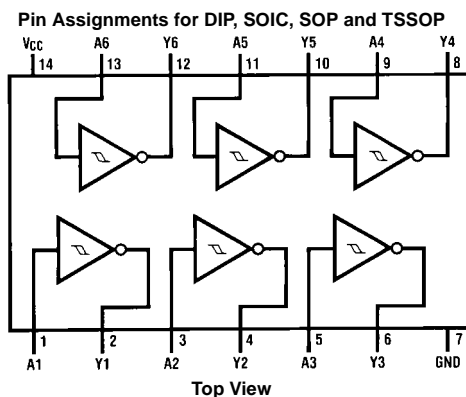 Pin Assignments for DIP, SOIC, SOP and TSSOP
VCC A6 Y6 A5 Y5 A4 Y4
14 13 12 11 10 9 8
1 2 3 4 5 6 7
A1 Y1 A2 Y2 A3 Y3 GND
Top View